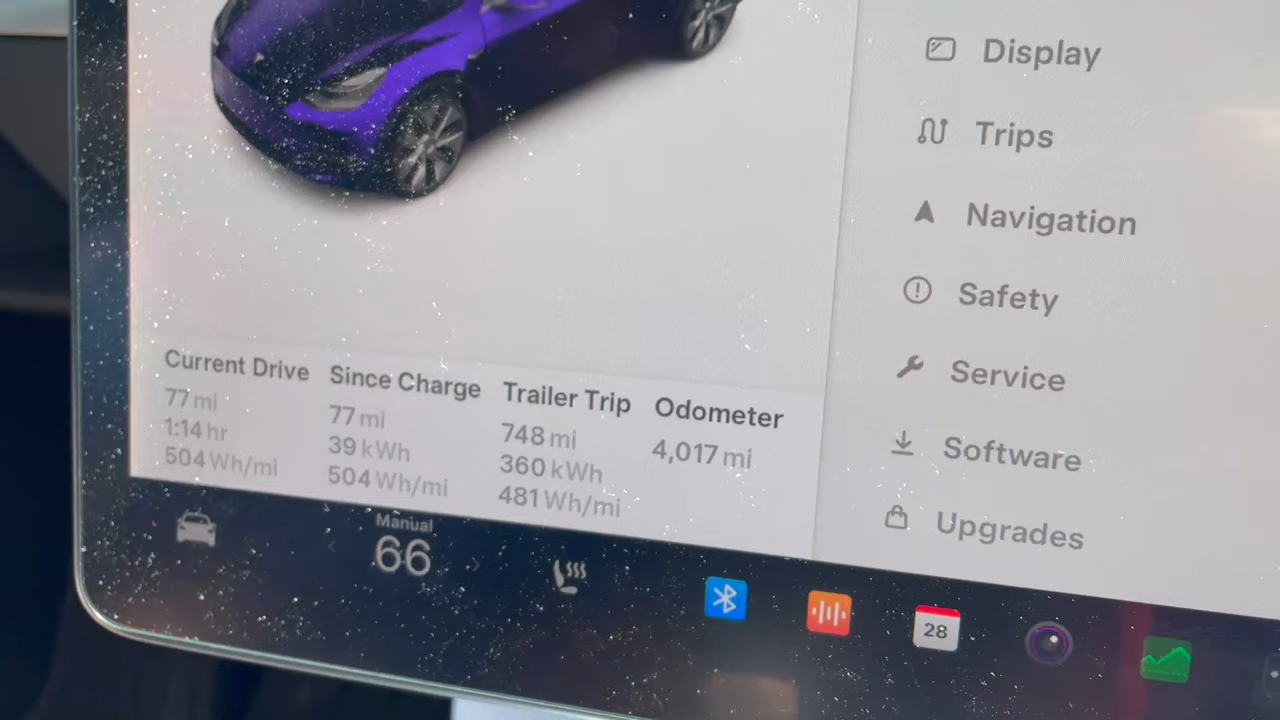 Display
Trips
Navigation
Safety
Service
Software
Upgrades
Current Drive
77 mi
1:14 hr
504 Wh/mi
Since Charge
77 mi
39 kWh
504 Wh/mi
Trailer Trip
748 mi
360 kWh
481 Wh/mi
Odometer
4,017 mi
Manual
66
28